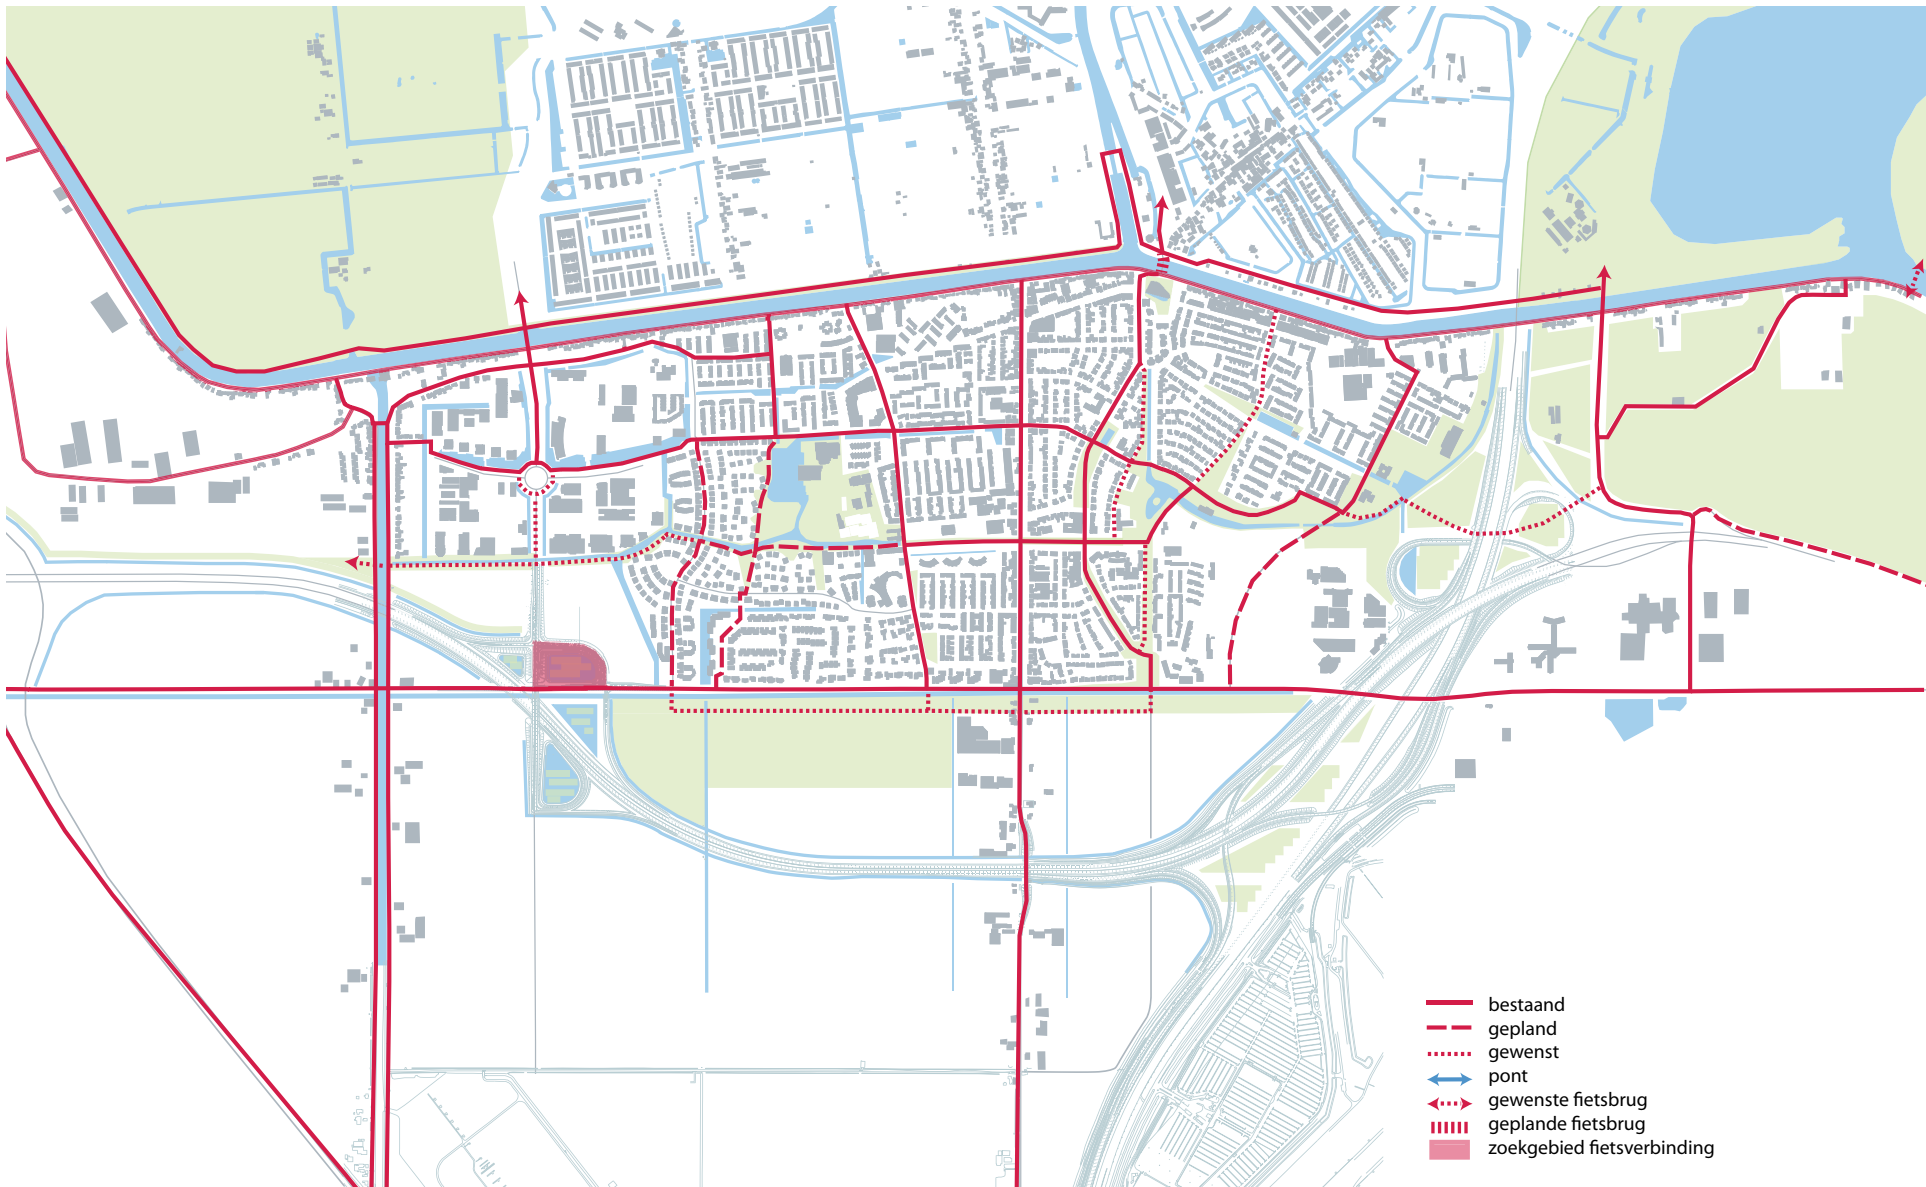 bestaand
gepland
gewenst
pont
gewenste fietsbrug
geplande fietsbrug
zoekgebied fietsverbinding